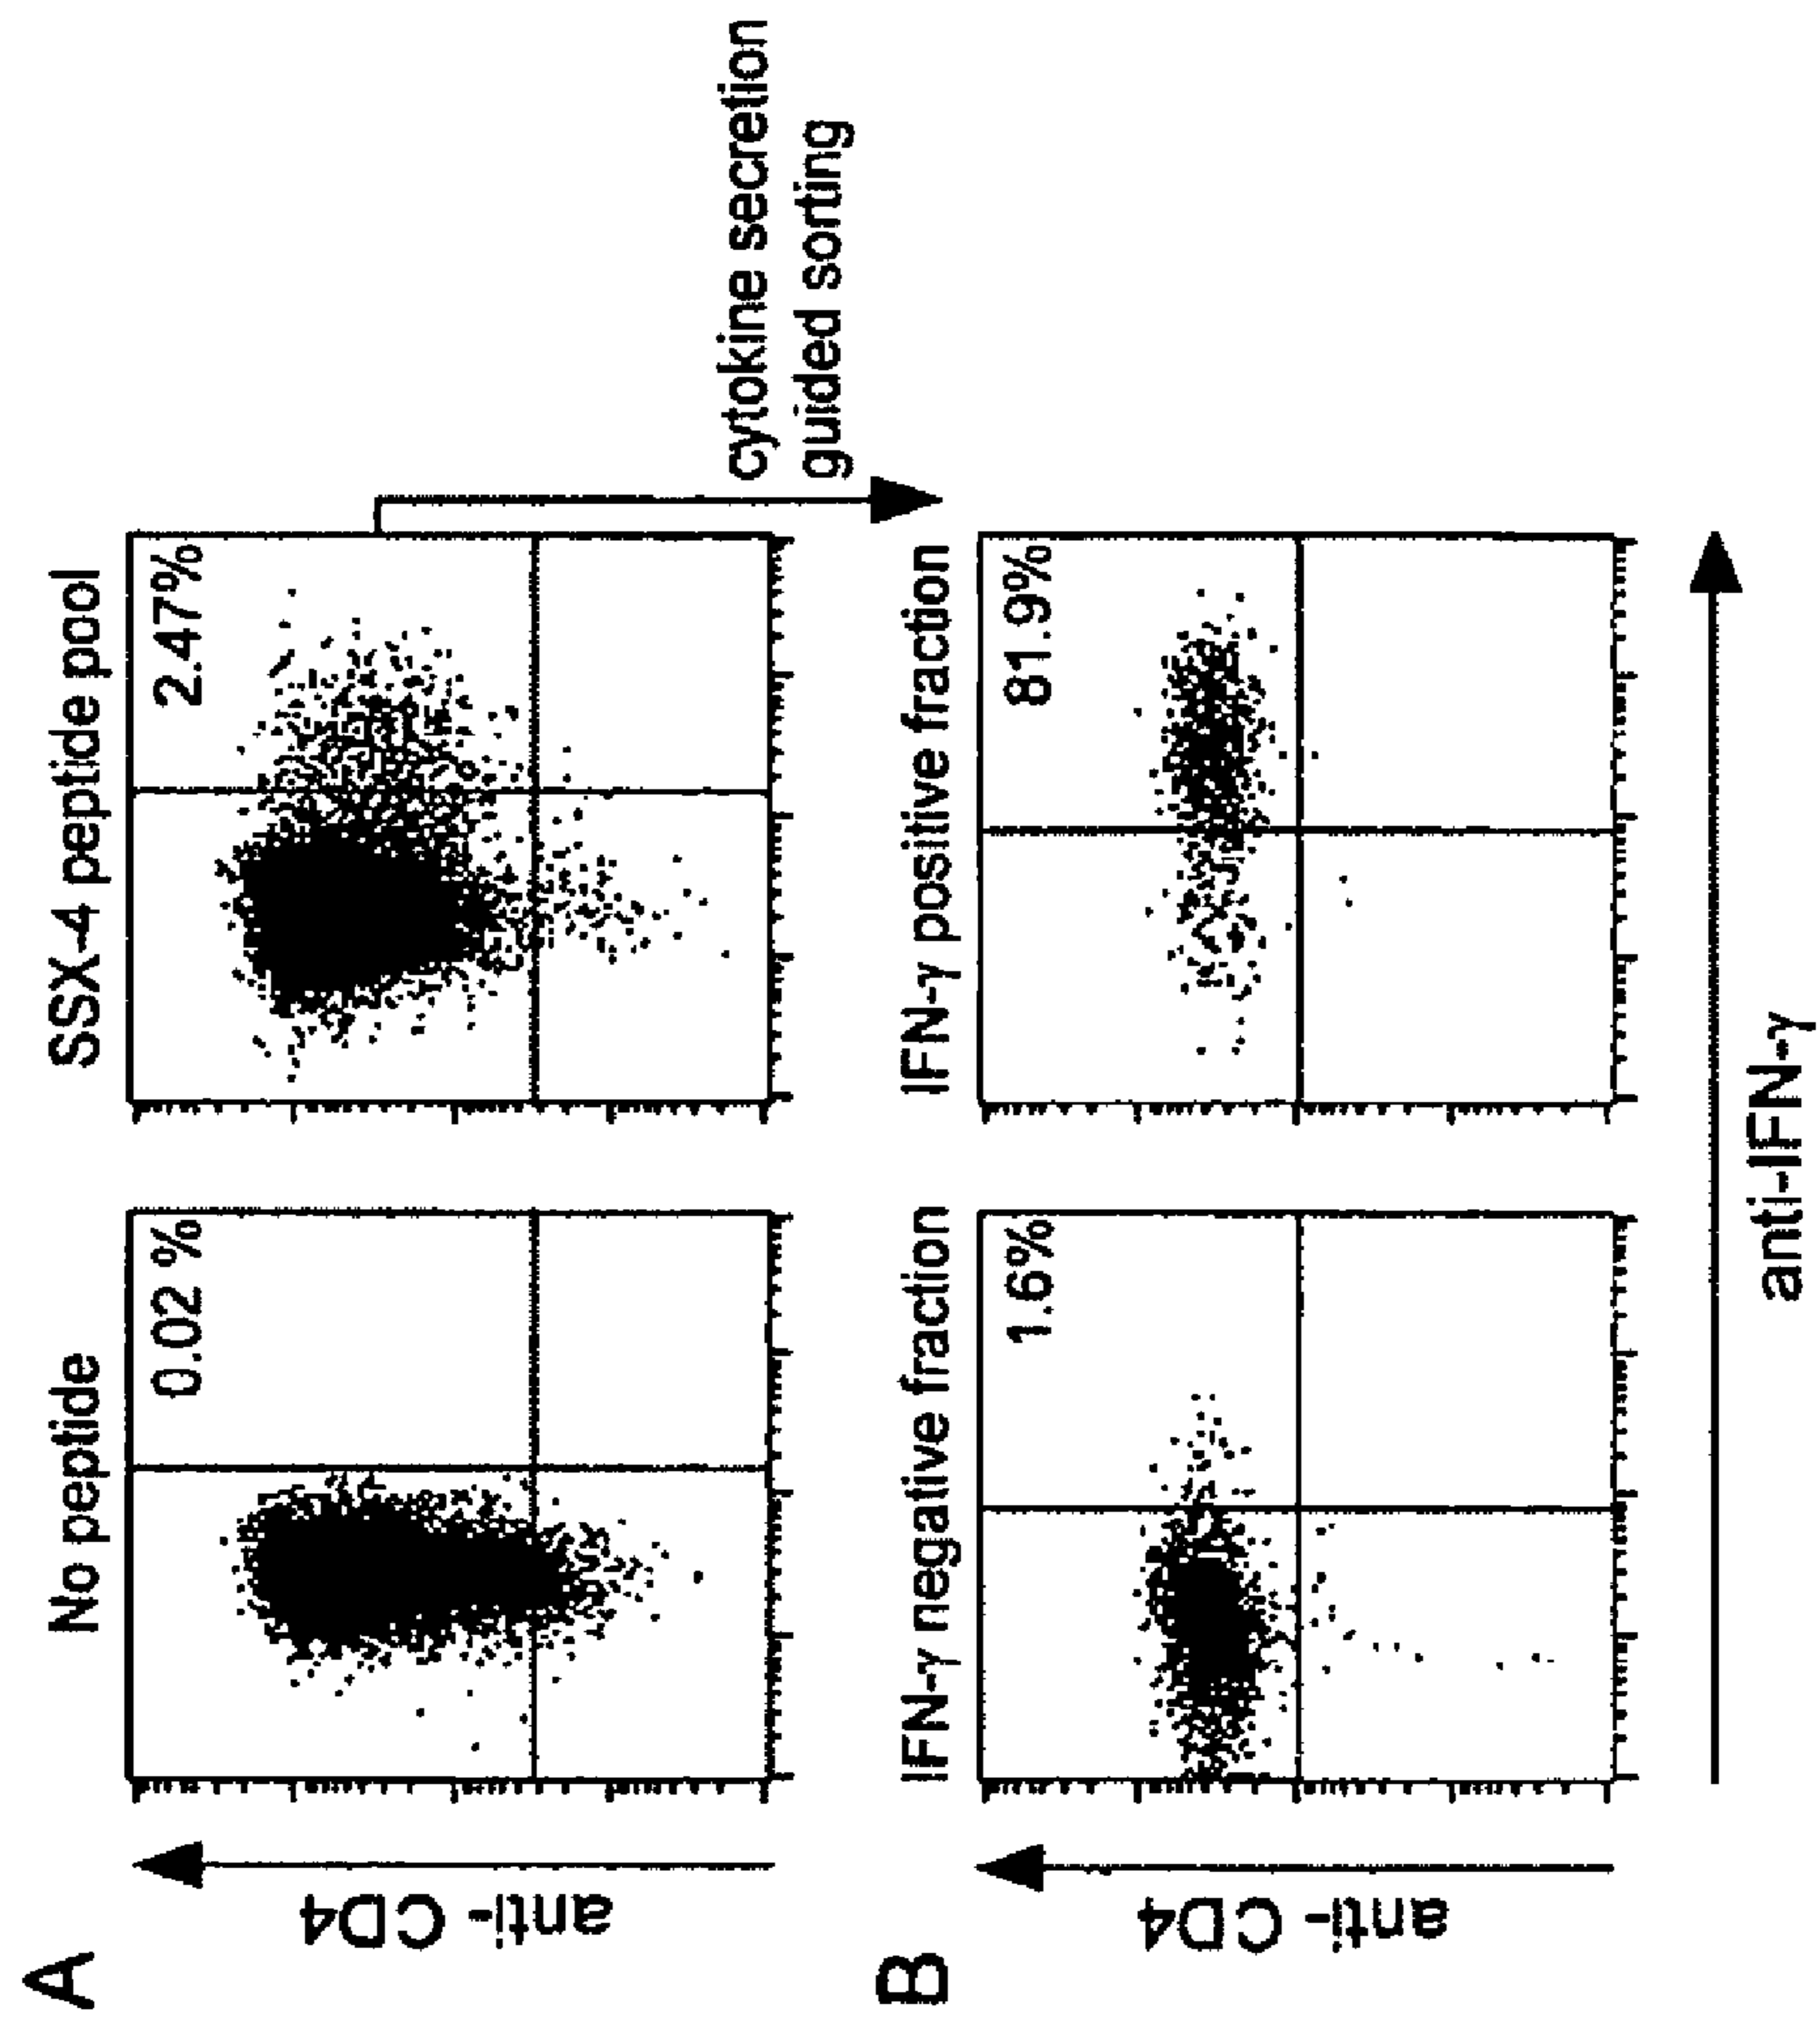 A
No peptide
SSX-4 peptide pool
0.02 %
2.47%
anti- CD4
cytokine secretion
guided sorting
B
IFN-γ negative fraction
IFN-γ positive fraction
1.6%
81.9%
anti- CD4
anti-IFN-γ